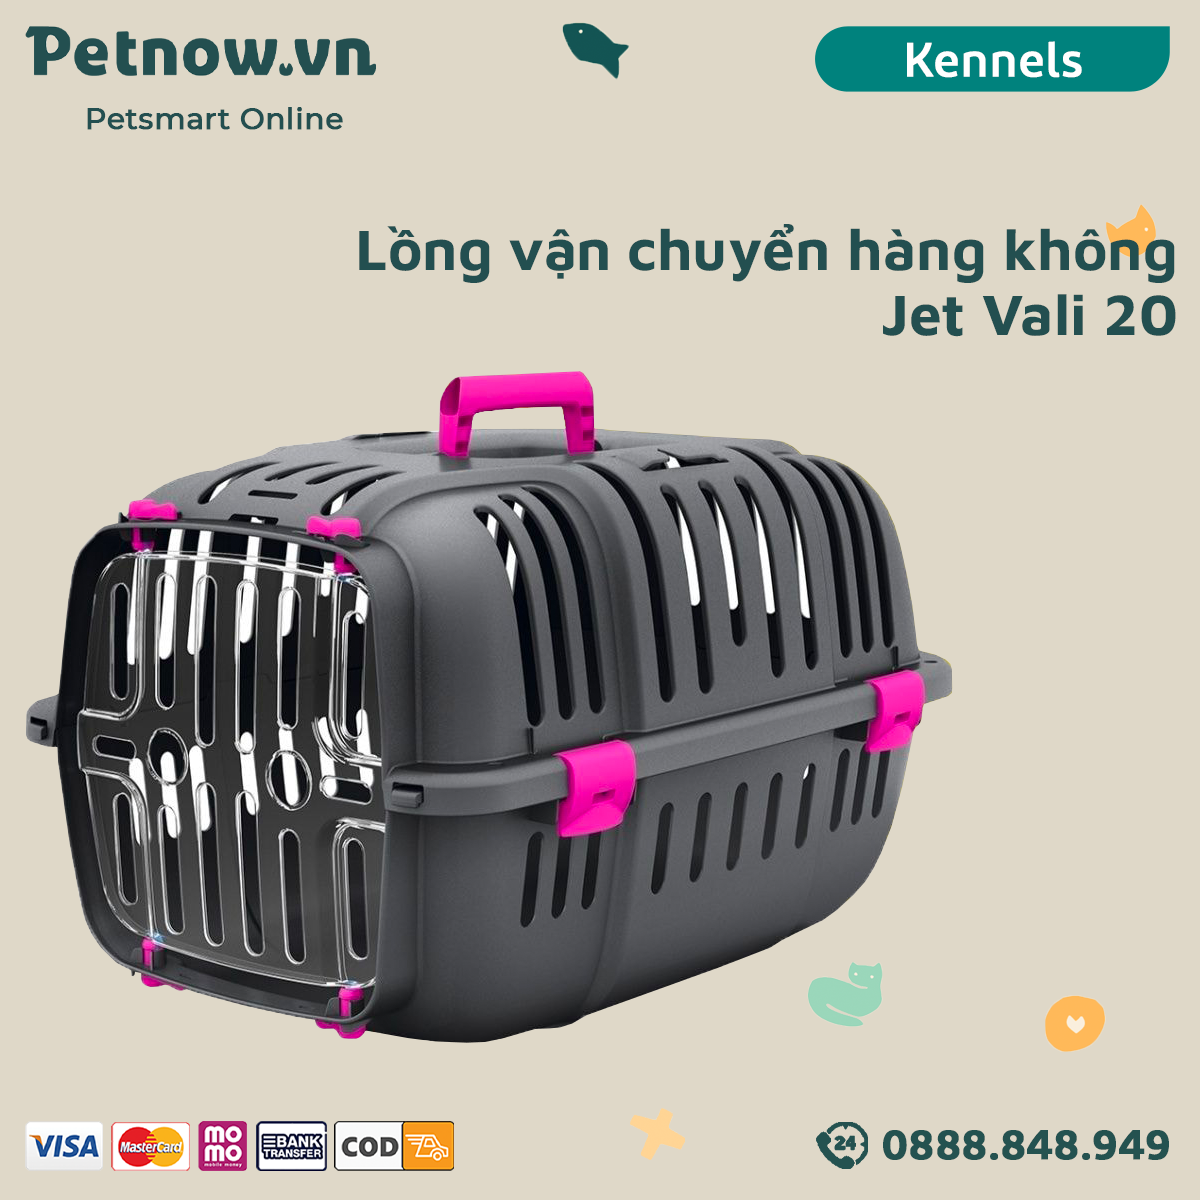 Petnow.vn
Petsmart Online
Kennels
Lồng vận chuyển hàng không
Jet Vali 20
VISA
MasterCard
mo
mo
mobile money
BANK
TRANSFER
COD
24
0888.848.949